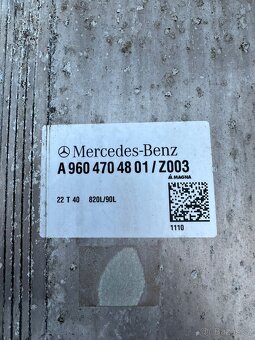 Mercedes-Benz
A 960 470 48 01 / Z003
MAGNA
22 T 40 820L/90L
1110